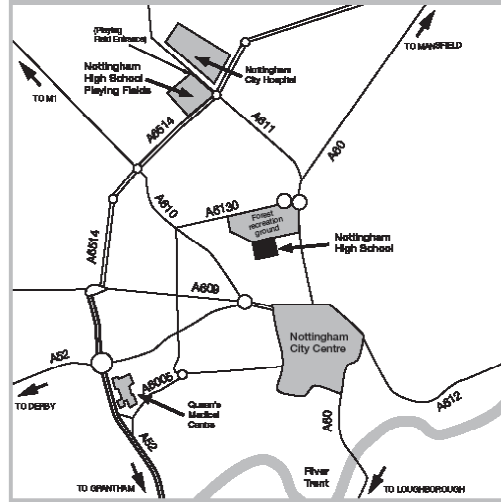 (Playing
Field Entrance)
Nottingham
High School
Playing Fields
Nottingham
City Hospital
TO MANSFIELD
TO M1
A6514
A611
A60
A610
A6130
Forest
recreation
ground
Nottingham
High School
A6514
A609
Nottingham
City Centre
A52
A6005
TO DERBY
Queen's
Medical
Centre
A52
A60
A612
River
Trent
TO GRANTHAM
TO LOUGHBOROUGH